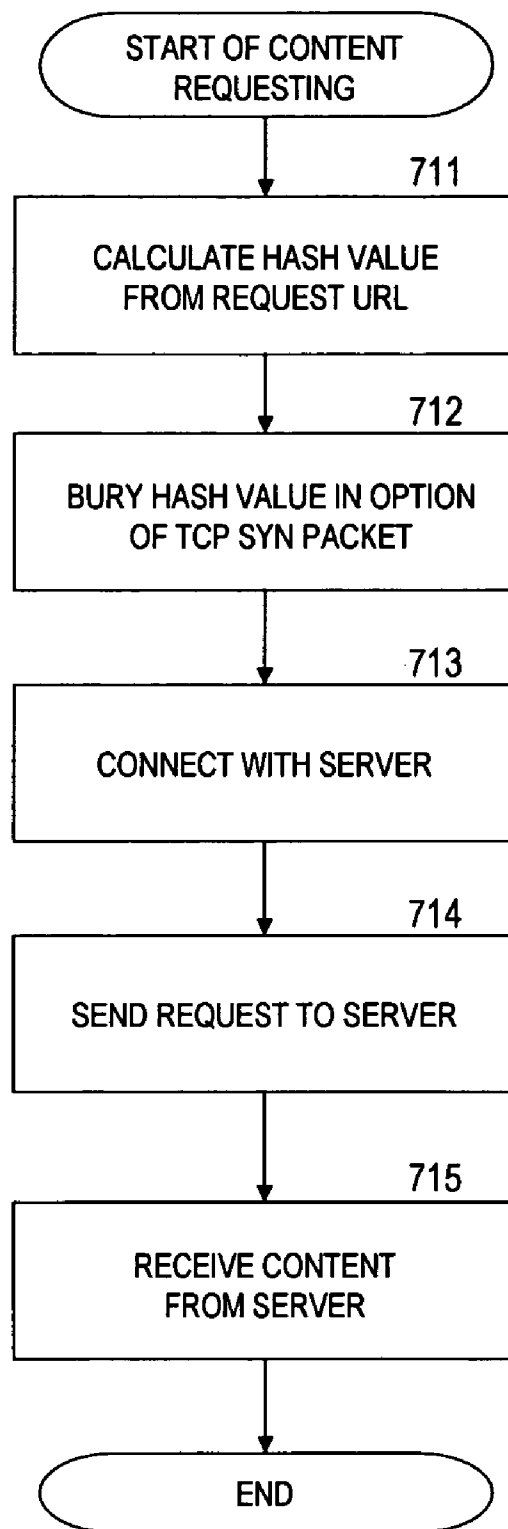 START OF CONTENT
REQUESTING
711
CALCULATE HASH VALUE
FROM REQUEST URL
712
BURY HASH VALUE IN OPTION
OF TCP SYN PACKET
713
CONNECT WITH SERVER
714
SEND REQUEST TO SERVER
715
RECEIVE CONTENT
FROM SERVER
END